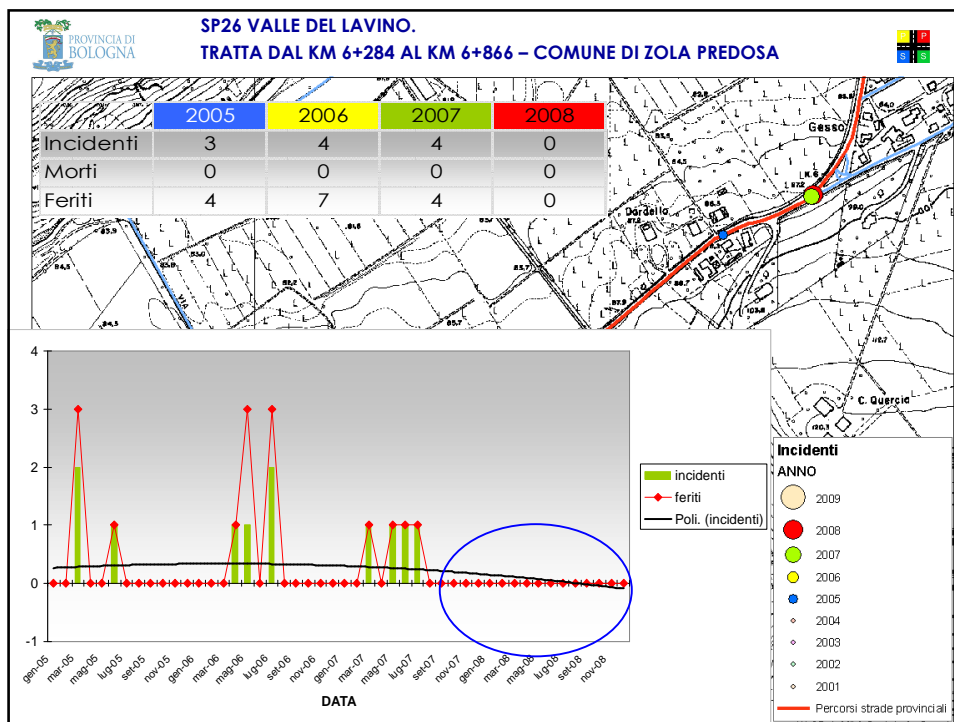 PROVINCIA DI
BOLOGNA
SP26 VALLE DEL LAVINO.
TRATTA DAL KM 6+284 AL KM 6+866 – COMUNE DI ZOLA PREDOSA
P P
S S
2005 2006 2007 2008
Incidenti 3 4 4 0
Morti 0 0 0 0
Feriti 4 7 4 0
Gesso
Dardello
C. Quercia
VIA
4
3
2
1
0
-1
gen-05 mar-05 mag-05 lug-05 set-05 nov-05 gen-06 mar-06 mag-06 lug-06 set-06 nov-06 gen-07 mar-07 mag-07 lug-07 set-07 nov-07 gen-08 mar-08 mag-08 lug-08 set-08 nov-08
DATA
incidenti
feriti
Poli. (incidenti)
Incidenti
ANNO
2009
2008
2007
2006
2005
2004
2003
2002
2001
Percorsi strade provinciali